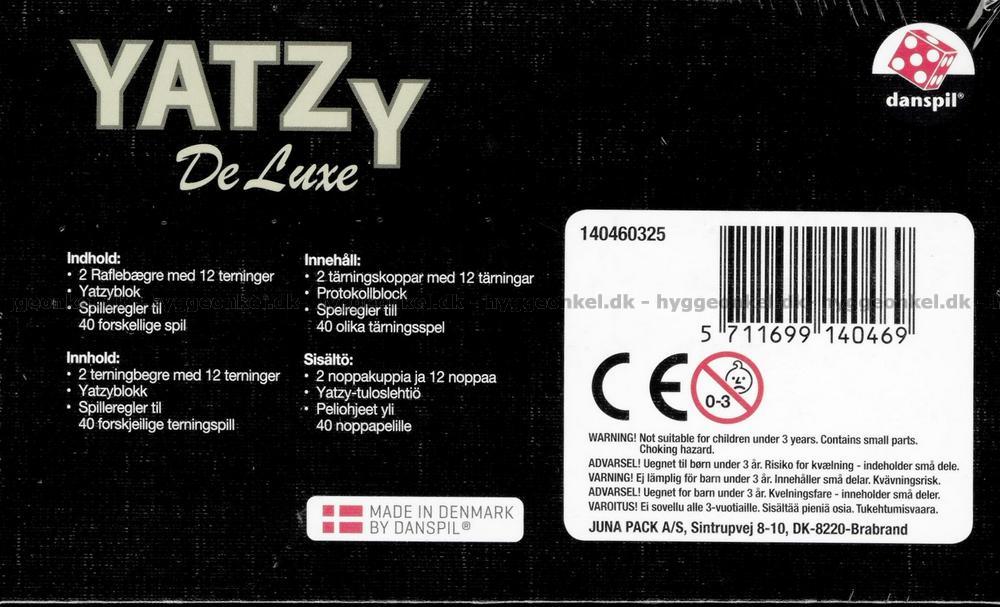 YATZY
De Luxe
danspil®
Indhold:
• 2 Raflebægre med 12 terninger
• Yatzyblok
• Spilleregler til
40 forskellige spil
Innehåll:
• 2 tärningskoppar med 12 tärningar
• Protokollblock
• Spelregler till
40 olika tärningsspel
Innhold:
• 2 terningbegre med 12 terninger
• Yatzyblokk
• Spilleregler til
40 forskjeilige terningspill
Sisältö:
• 2 noppakuppia ja 12 noppaa
• Yatzy-tuloslehtiö
• Peliohjeet yli
40 noppapelille
geonkel.dk - hyggeonkel.dk - hyggeonkel.dk - hyggeonkel.dk - hyggeonkel.dk
MADE IN DENMARK
BY DANSPIL®
140460325
5 711699 140469
CE
0-3
WARNING! Not suitable for children under 3 years. Contains small parts.
Choking hazard.
ADVARSEL! Uegnet til børn under 3 år. Risiko for kvælning - indeholder små dele.
VARNING! Ej lämplig för barn under 3 år. Innehåller små delar. Kvävningsrisk.
ADVARSEL! Uegnet for barn under 3 år. Kvelningsfare - inneholder små deler.
VAROITUS! Ei sovellu alle 3-vuotiaille. Sisältää pieniä osia. Tukehtumisvaara.
JUNA PACK A/S, Sintrupvej 8-10, DK-8220-Brabrand